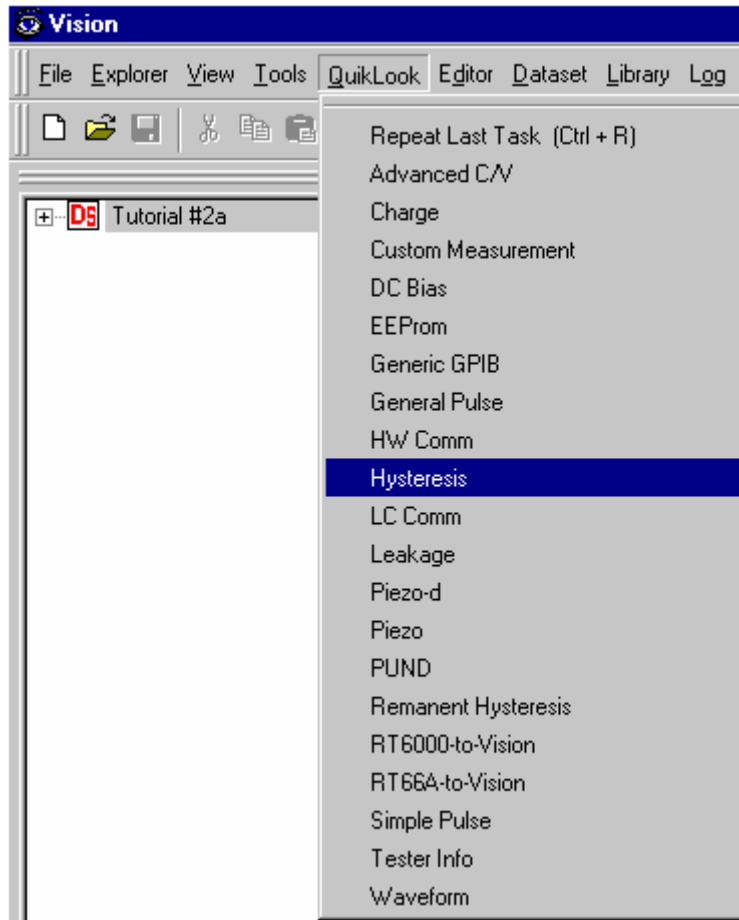 Vision
File Explorer View Tools QuikLook Editor Dataset Library Log
Repeat Last Task (Ctrl + R)
DS Tutorial #2a
Advanced C/V
Charge
Custom Measurement
DC Bias
EEProm
Generic GPIB
General Pulse
HW Comm
Hysteresis
LC Comm
Leakage
Piezo-d
Piezo
PUND
Remanent Hysteresis
RT6000-to-Vision
RT66A-to-Vision
Simple Pulse
Tester Info
Waveform